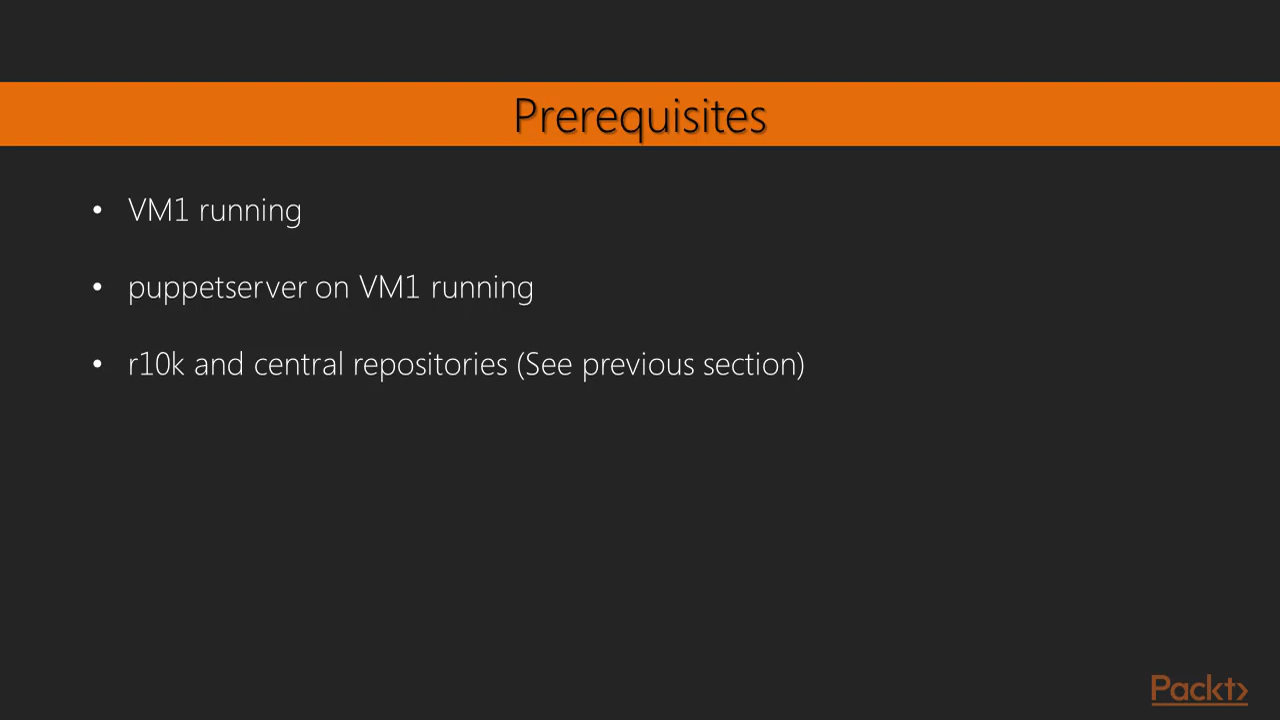 Prerequisites
• VM1 running
• puppetserver on VM1 running
• r10k and central repositories (See previous section)
Packt>